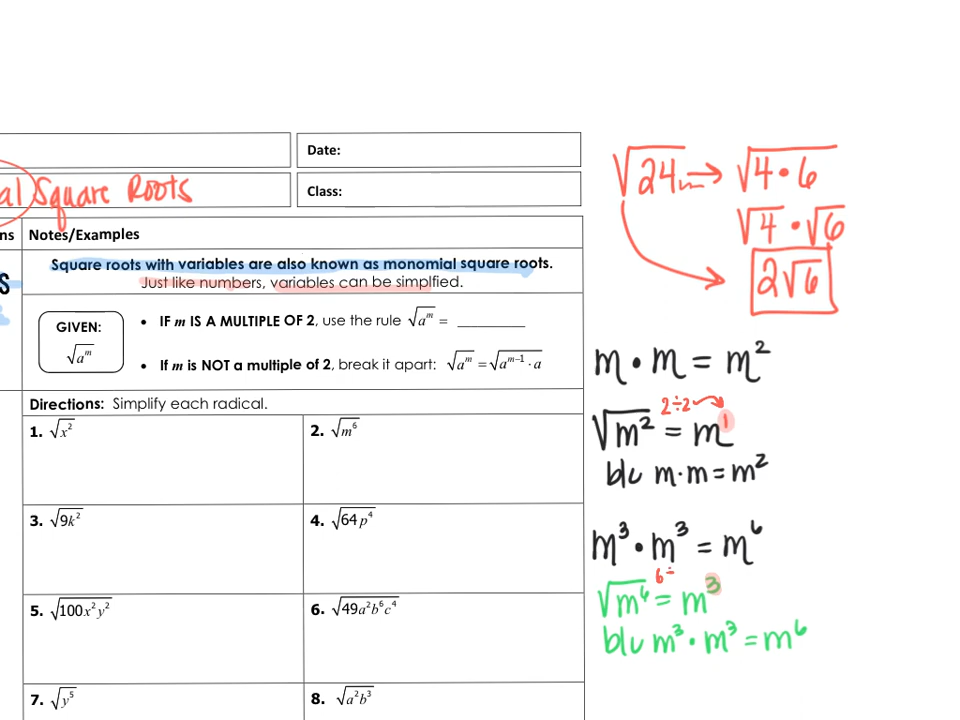 Date:
al) Square Roots
Class:
ns
Notes/Examples
S
Square roots with variables are also known as monomial square roots.
Just like numbers, variables can be simplfied.
GIVEN:
√aᵐ
• IF m IS A MULTIPLE OF 2, use the rule √aᵐ = ________
• If m is NOT a multiple of 2, break it apart: √aᵐ = √aᵐ⁻¹ · a
Directions: Simplify each radical.
1. √x²
2. √m⁶
3. √9k²
4. √64p⁴
5. √100x²y²
6. √49a²b⁶c⁴
7. √y⁵
8. √a²b³
√24 → √4 • 6
√4 • √6
2√6
m • m = m²
2 ÷ 2 →
√m² = m¹
b/c m · m = m²
m³ • m³ = m⁶
6 ÷
√m⁶ = m³
b/c m³ • m³ = m⁶